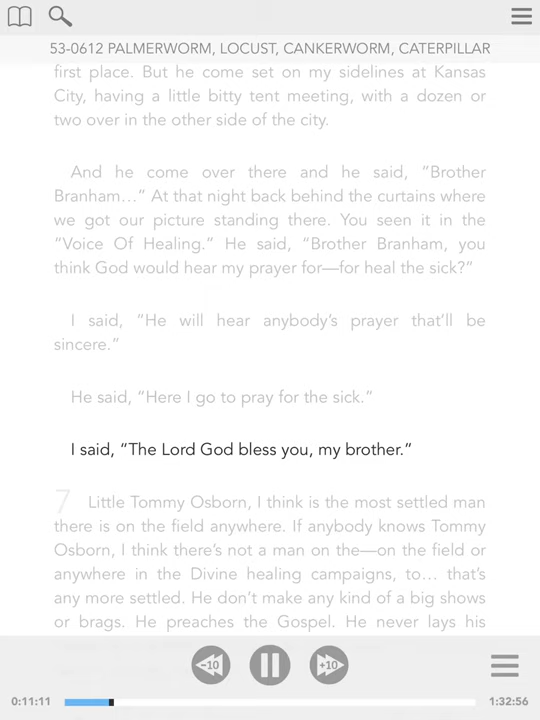 53-0612 PALMERWORM, LOCUST, CANKERWORM, CATERPILLAR
first place. But he come set on my sidelines at Kansas
City, having a little bitty tent meeting, with a dozen or
two over in the other side of the city.
And he come over there and he said, “Brother
Branham…” At that night back behind the curtains where
we got our picture standing there. You seen it in the
“Voice Of Healing.” He said, “Brother Branham, you
think God would hear my prayer for—for heal the sick?”
I said, “He will hear anybody’s prayer that’ll be
sincere.”
He said, “Here I go to pray for the sick.”
I said, “The Lord God bless you, my brother.”
7 Little Tommy Osborn, I think is the most settled man
there is on the field anywhere. If anybody knows Tommy
Osborn, I think there’s not a man on the—on the field or
anywhere in the Divine healing campaigns, to… that’s
any more settled. He don’t make any kind of a big shows
or brags. He preaches the Gospel. He never lays his
-10
+10
0:11:11
1:32:56